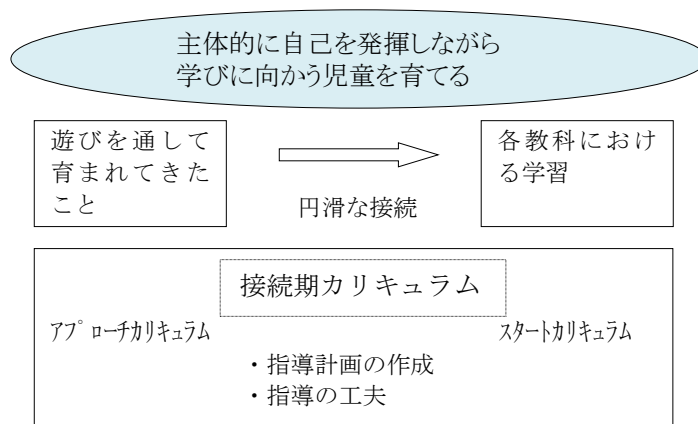 主体的に自己を発揮しながら
学びに向かう児童を育てる
遊びを通して
育まれてきた
こと
円滑な接続
各教科におけ
る学習
接続期カリキュラム
アプローチカリキュラム
スタートカリキュラム
・指導計画の作成
・指導の工夫